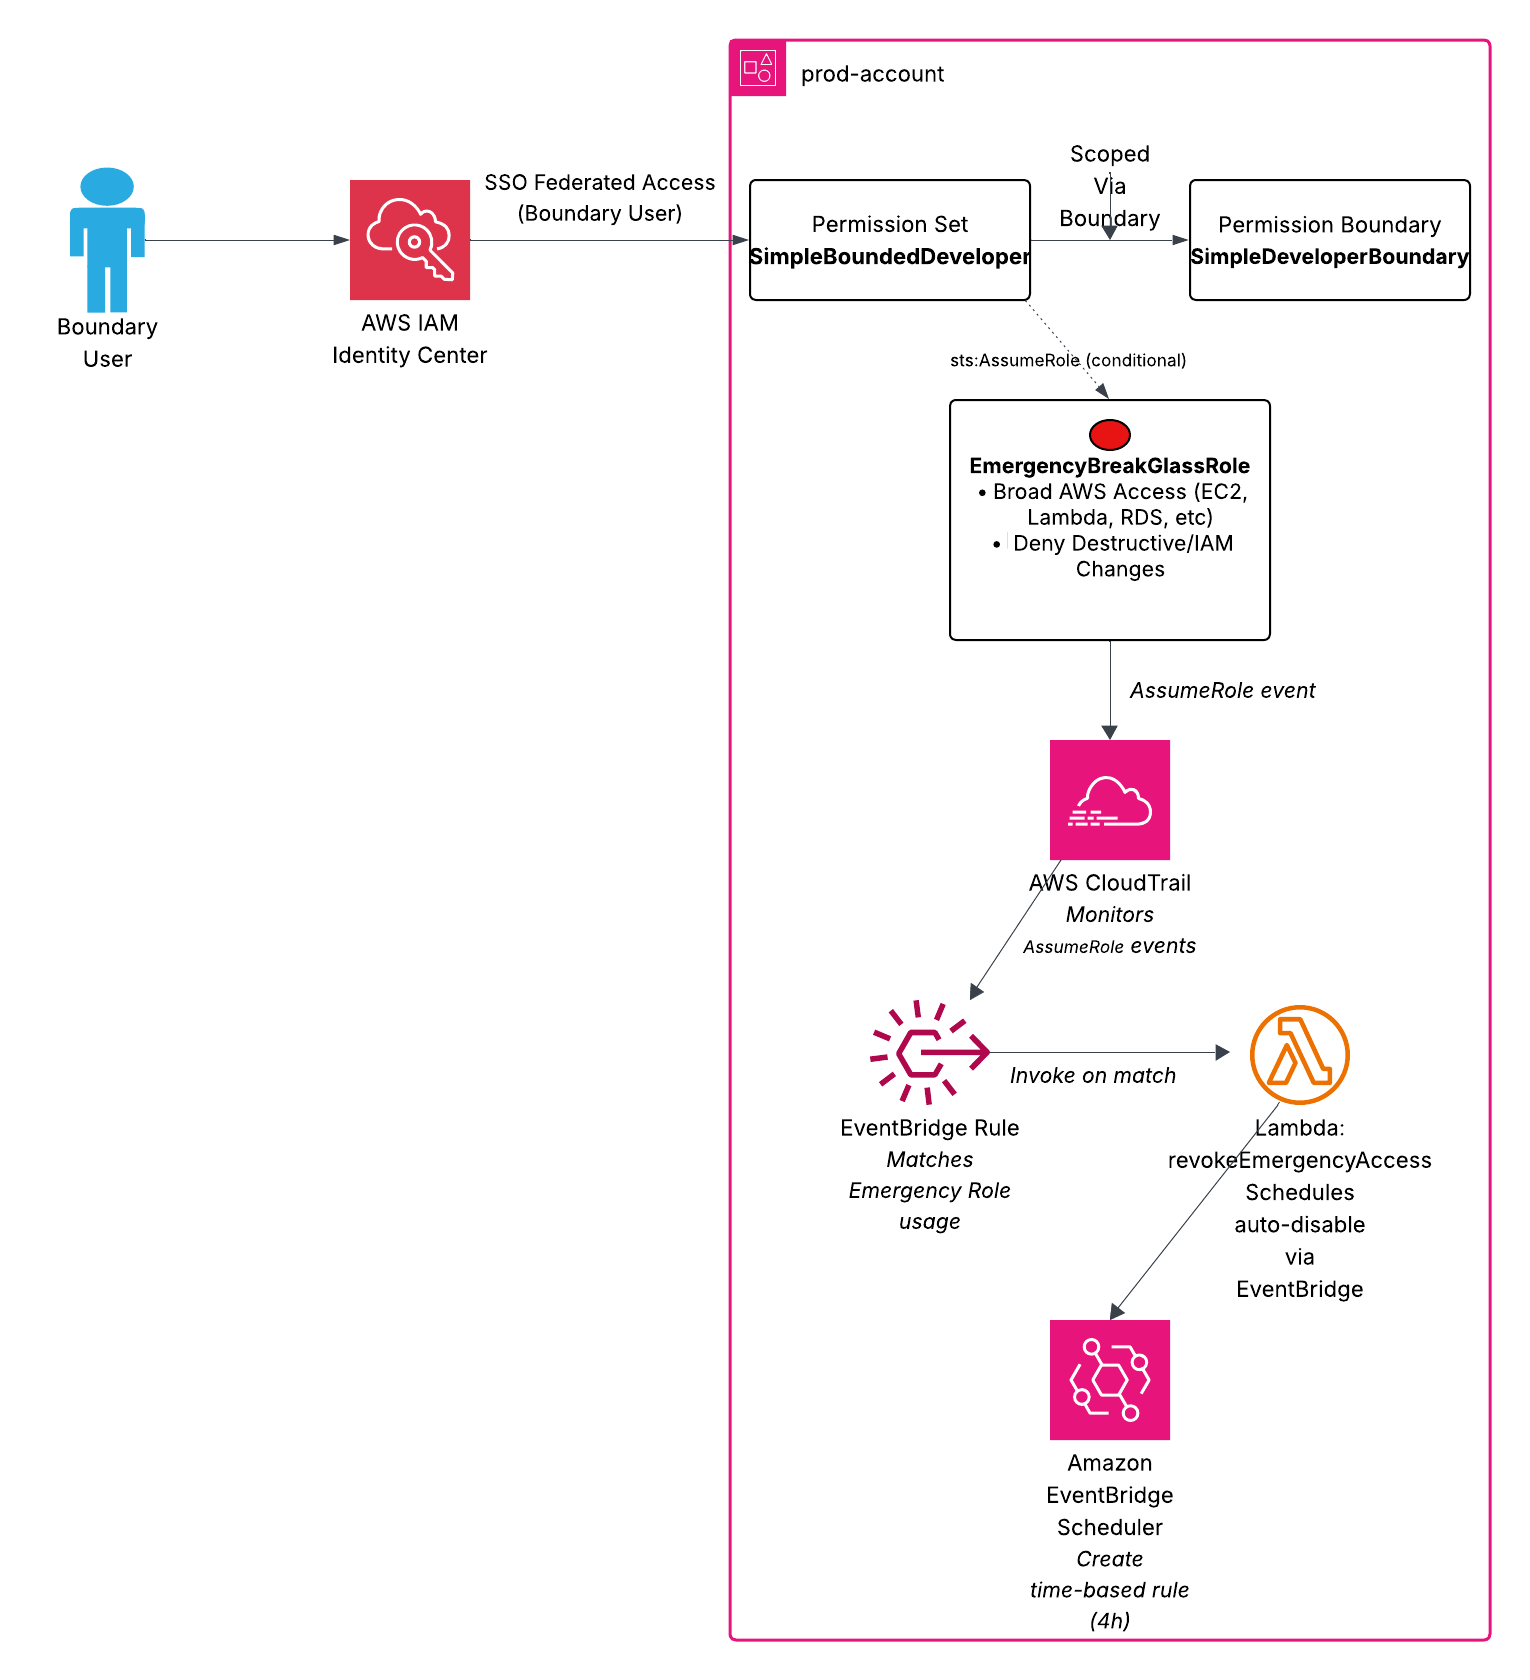 prod-account
Boundary
User
AWS IAM
Identity Center
SSO Federated Access
(Boundary User)
Permission Set
SimpleBoundedDeveloper
Scoped
Via
Boundary
Permission Boundary
SimpleDeveloperBoundary
sts:AssumeRole (conditional)
EmergencyBreakGlassRole
• Broad AWS Access (EC2,
Lambda, RDS, etc)
• Deny Destructive/IAM
Changes
AssumeRole event
AWS CloudTrail
Monitors
AssumeRole events
EventBridge Rule
Matches
Emergency Role
usage
Invoke on match
Lambda:
revokeEmergencyAccess
Schedules
auto-disable
via
EventBridge
Amazon
EventBridge
Scheduler
Create
time-based rule
(4h)